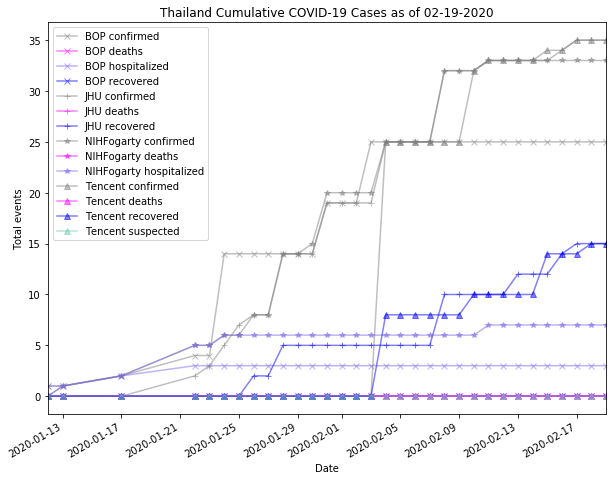 Thailand Cumulative COVID-19 Cases as of 02-19-2020
35
30
25
20
15
10
5
0
Total events
BOP confirmed
BOP deaths
BOP hospitalized
BOP recovered
JHU confirmed
JHU deaths
JHU recovered
NIHFogarty confirmed
NIHFogarty deaths
NIHFogarty hospitalized
Tencent confirmed
Tencent deaths
Tencent recovered
Tencent suspected
2020-01-13
2020-01-17
2020-01-21
2020-01-25
2020-01-29
2020-02-01
2020-02-05
2020-02-09
2020-02-13
2020-02-17
Date